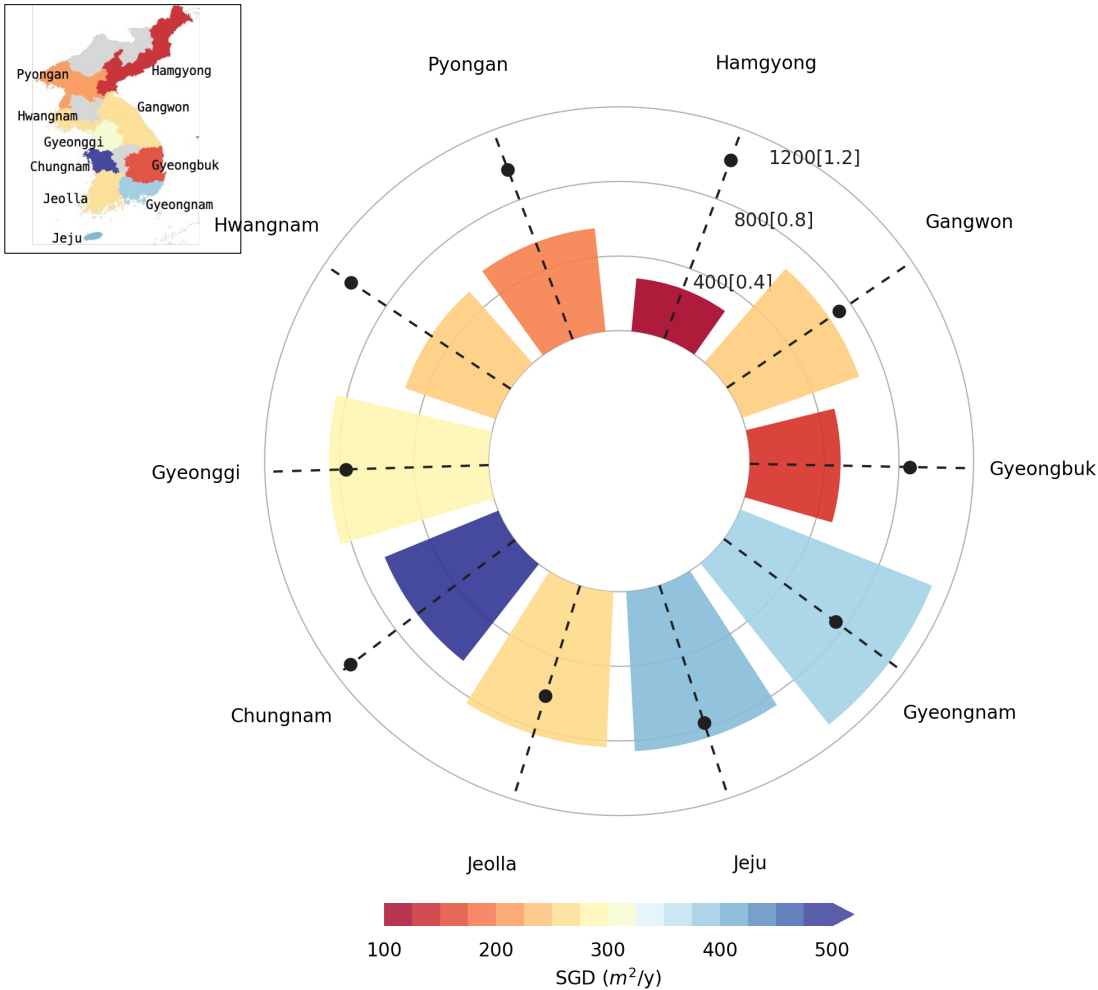 Pyongan
Hamgyong
Hwangnam
Gangwon
Gyeonggi
Chungnam
Gyeongbuk
Jeolla
Gyeongnam
Jeju
Pyongan
Hamgyong
1200[1.2]
800[0.8]
400[0.4]
Hwangnam
Gangwon
Gyeonggi
Gyeongbuk
Chungnam
Gyeongnam
Jeolla
Jeju
100 200 300 400 500
SGD (m²/y)